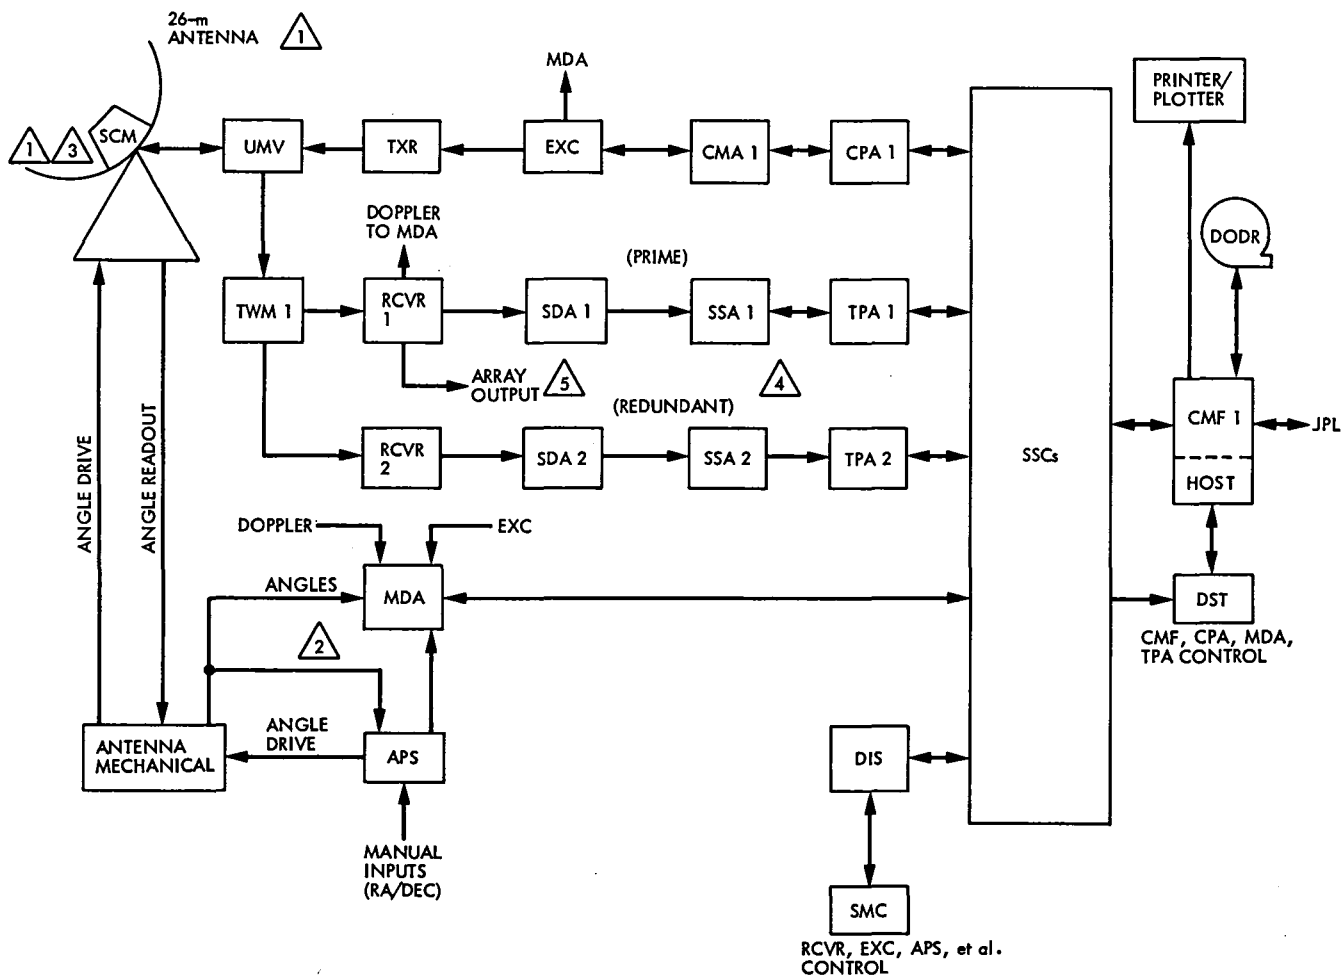 26-m
ANTENNA
1
MDA
PRINTER/
PLOTTER
SCM
1
3
UMV
TXR
EXC
CMA 1
CPA 1
DOPPLER
TO MDA
(PRIME)
DODR
TWM 1
RCVR
1
SDA 1
SSA 1
TPA 1
ARRAY
OUTPUT
5
4
(REDUNDANT)
CMF 1
JPL
HOST
RCVR
2
SDA 2
SSA 2
TPA 2
SSCs
ANGLE DRIVE
ANGLE READOUT
DOPPLER
EXC
ANGLES
MDA
DST
CMF, CPA, MDA,
TPA CONTROL
2
ANGLE
DRIVE
ANTENNA
MECHANICAL
APS
DIS
MANUAL
INPUTS
(RA/DEC)
SMC
RCVR, EXC, APS, et al.
CONTROL